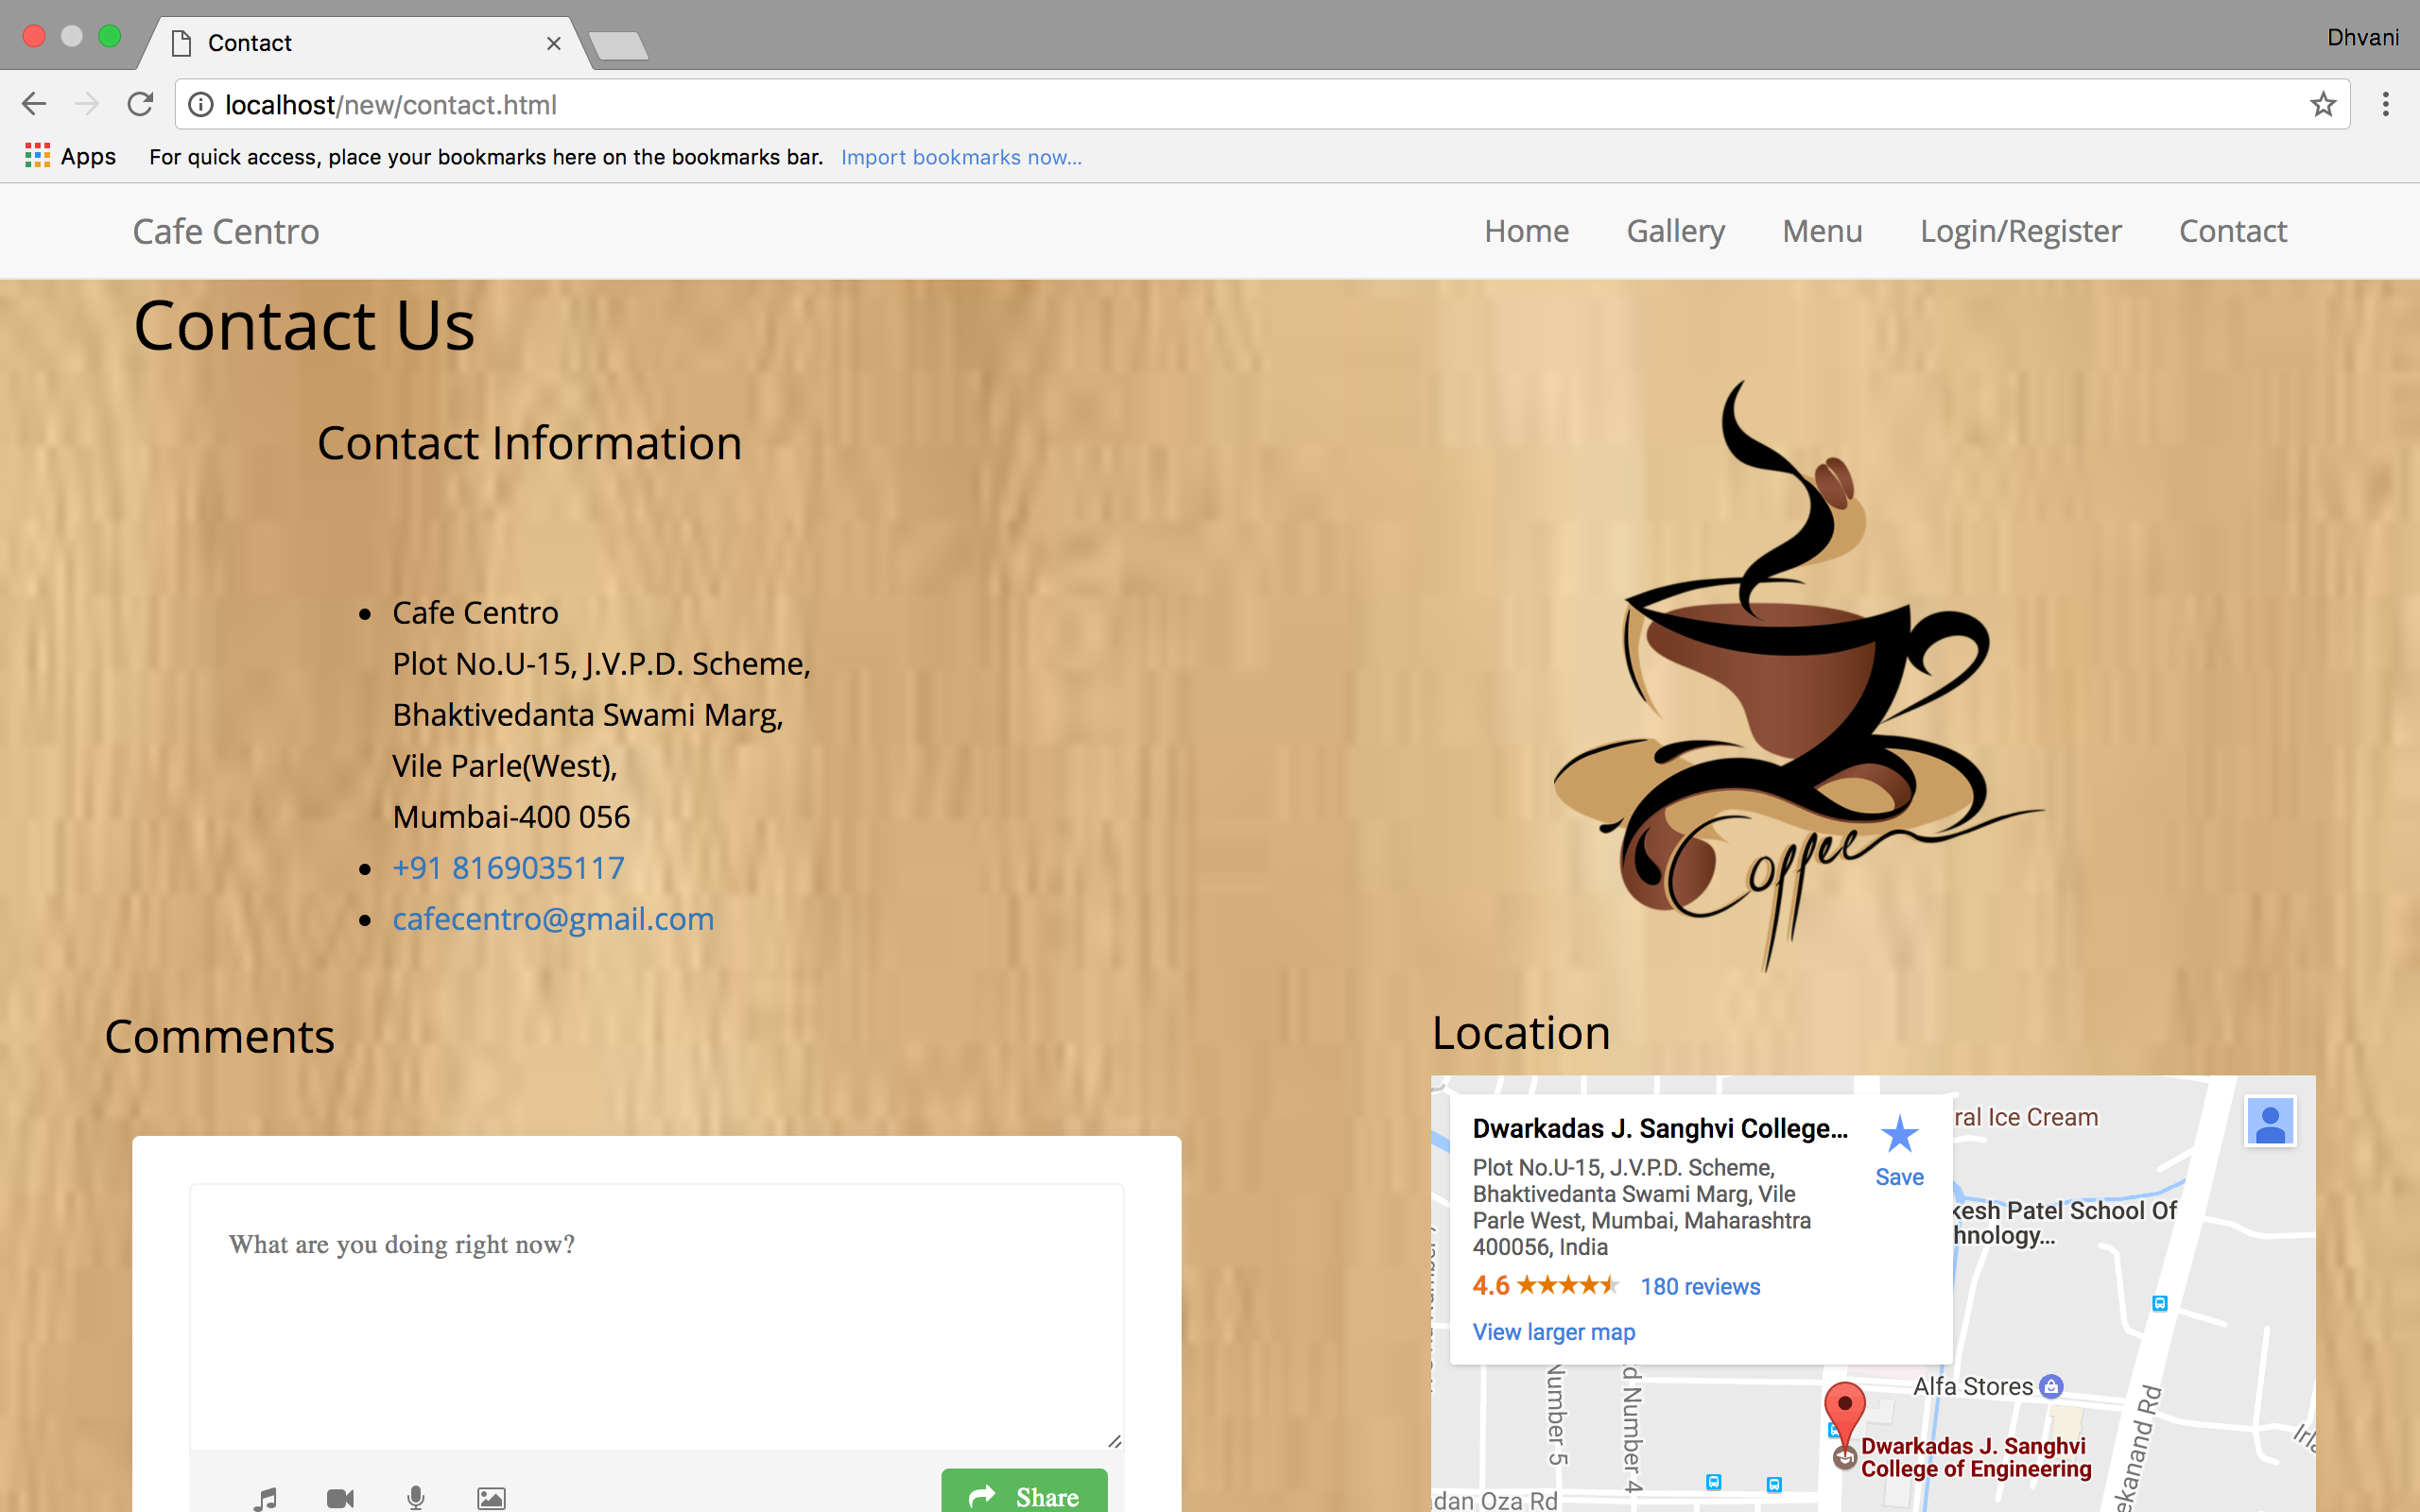 Contact
Dhvani
localhost/new/contact.html
Apps For quick access, place your bookmarks here on the bookmarks bar. Import bookmarks now...
Cafe Centro Home Gallery Menu Login/Register Contact
Contact Us
Contact Information
Cafe Centro
Plot No.U-15, J.V.P.D. Scheme,
Bhaktivedanta Swami Marg,
Vile Parle(West),
Mumbai-400 056
+91 8169035117
cafecentro@gmail.com
Coffee
Comments
What are you doing right now?
Share
Location
Dwarkadas J. Sanghvi College...
Save
Plot No.U-15, J.V.P.D. Scheme,
Bhaktivedanta Swami Marg, Vile
Parle West, Mumbai, Maharashtra
400056, India
4.6 180 reviews
View larger map
ral Ice Cream
kesh Patel School Of
hnology...
Alfa Stores
Dwarkadas J. Sanghvi
College of Engineering
Number 5
d Number 4
ekanand Rd
dan Oza Rd